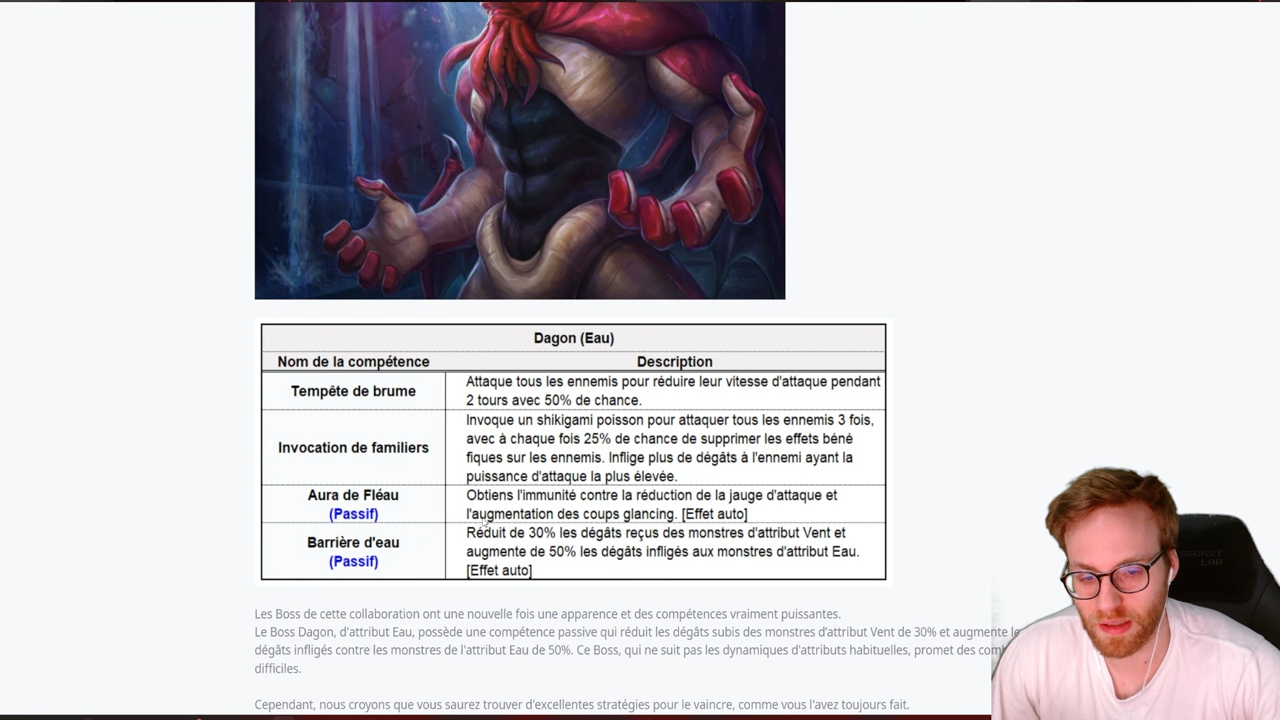 Dagon (Eau)
Nom de la compétence
Description
Tempête de brume
Attaque tous les ennemis pour réduire leur vitesse d'attaque pendant
2 tours avec 50% de chance.
Invocation de familiers
Invoque un shikigami poisson pour attaquer tous les ennemis 3 fois,
avec à chaque fois 25% de chance de supprimer les effets béné
fiques sur les ennemis. Inflige plus de dégâts à l'ennemi ayant la
puissance d'attaque la plus élevée.
Aura de Fléau
(Passif)
Obtiens l'immunité contre la réduction de la jauge d'attaque et
l'augmentation des coups glancing. [Effet auto]
Barrière d'eau
(Passif)
Réduit de 30% les dégâts reçus des monstres d'attribut Vent et
augmente de 50% les dégâts infligés aux monstres d'attribut Eau.
[Effet auto]
Les Boss de cette collaboration ont une nouvelle fois une apparence et des compétences vraiment puissantes.
Le Boss Dagon, d'attribut Eau, possède une compétence passive qui réduit les dégâts subis des monstres d'attribut Vent de 30% et augmente
dégâts infligés contre les monstres de l'attribut Eau de 50%. Ce Boss, qui ne suit pas les dynamiques d'attributs habituelles, promet des
difficiles.
Cependant, nous croyons que vous saurez trouver d'excellentes stratégies pour le vaincre, comme vous l'avez toujours fait.
SECRET
LAB